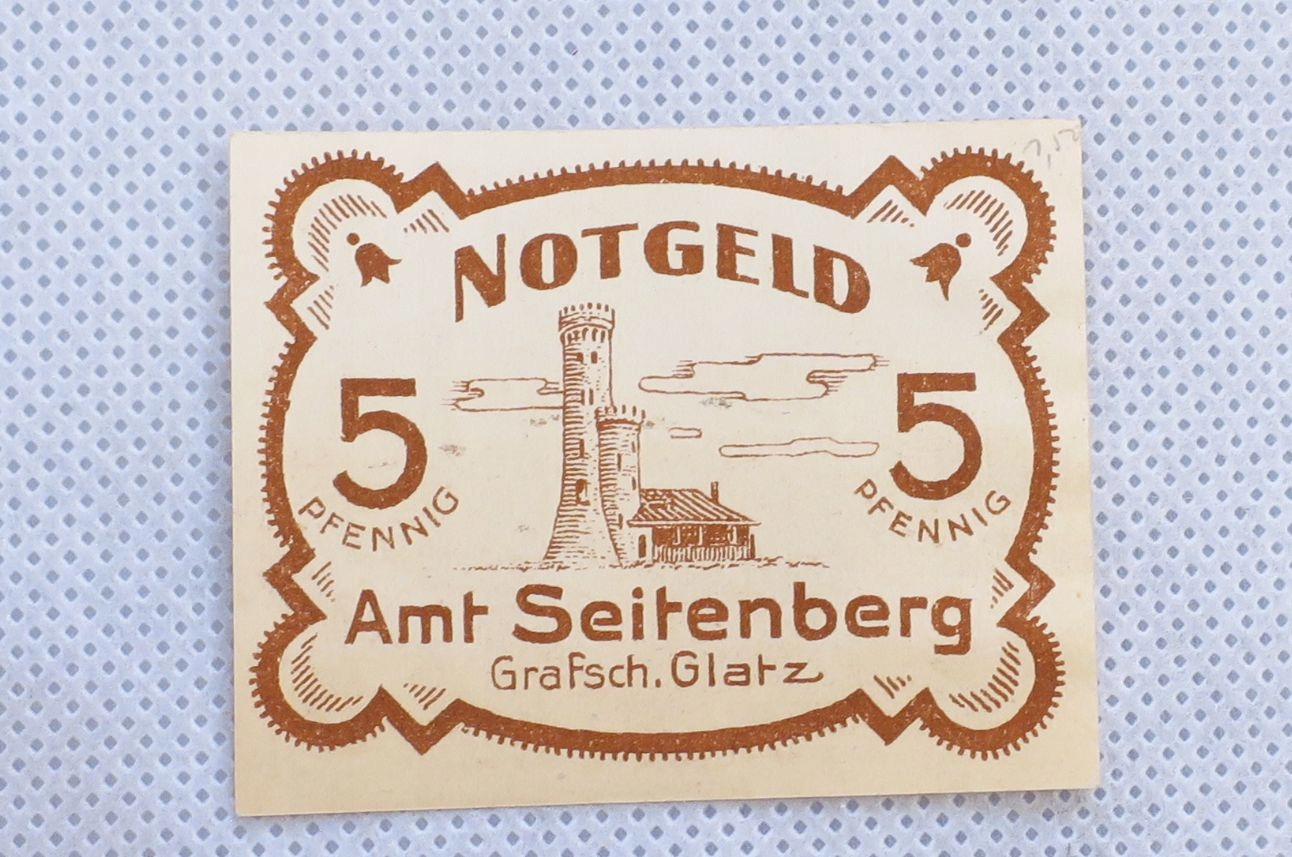 NOTGELD
5 5
PFENNIG PFENNIG
Amt Seitenberg
Grafsch. Glatz